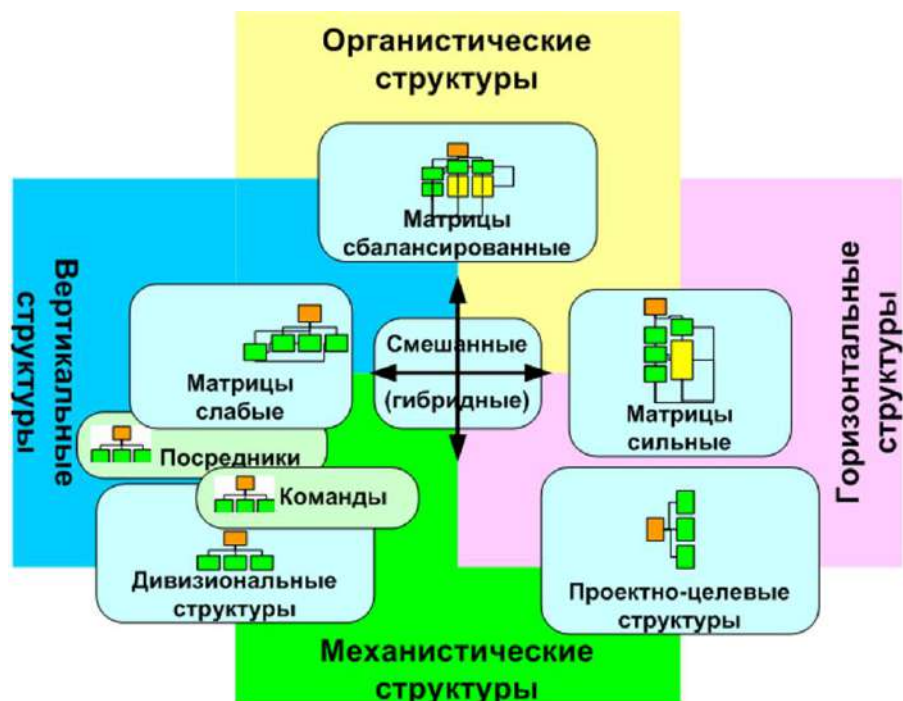 Органистические
структуры
Матрицы
сбалансированные
Вертикальные
структуры
Горизонтальные
структуры
Смешанные
(гибридные)
Матрицы
слабые
Матрицы
сильные
Посредники
Команды
Дивизиональные
структуры
Проектно-целевые
структуры
Механистические
структуры